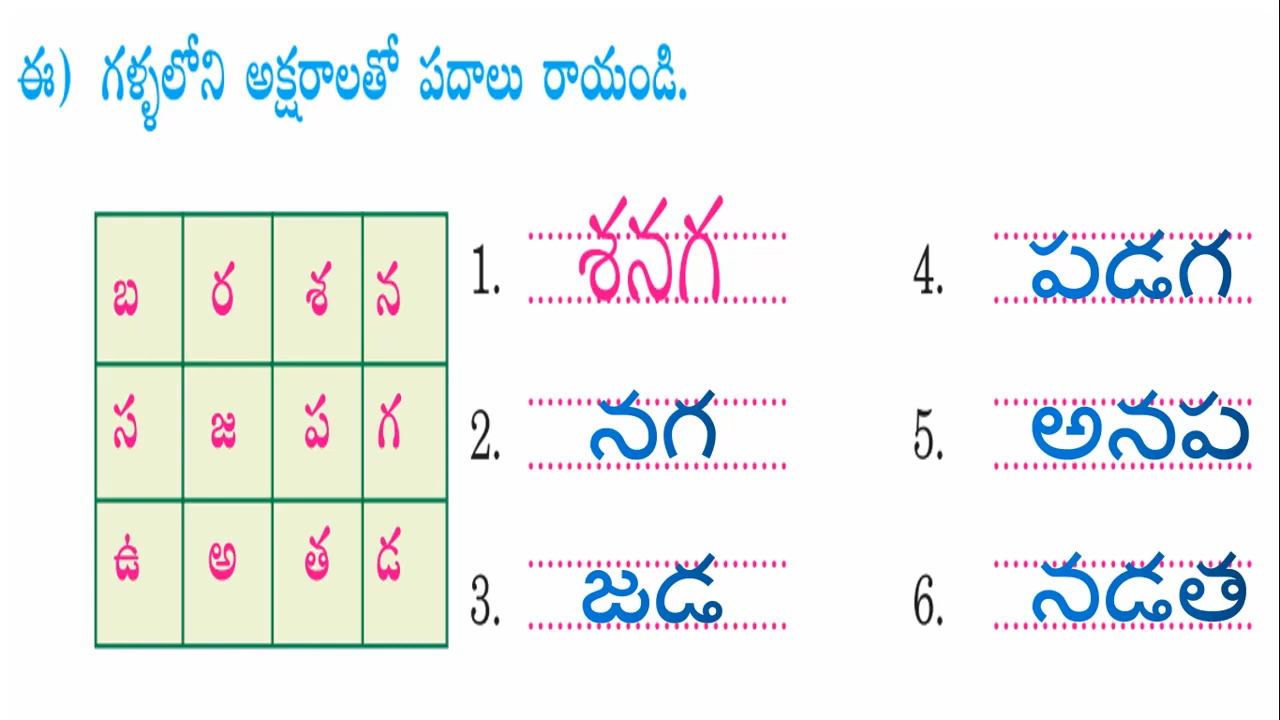 ఈ) గళ్ళలోని అక్షరాలతో పదాలు రాయండి.
బ ర శ న
స జ ప గ
ఉ అ త డ
1. శనగ
2. నగ
3. జడ
4. పడగ
5. అనప
6. నడత